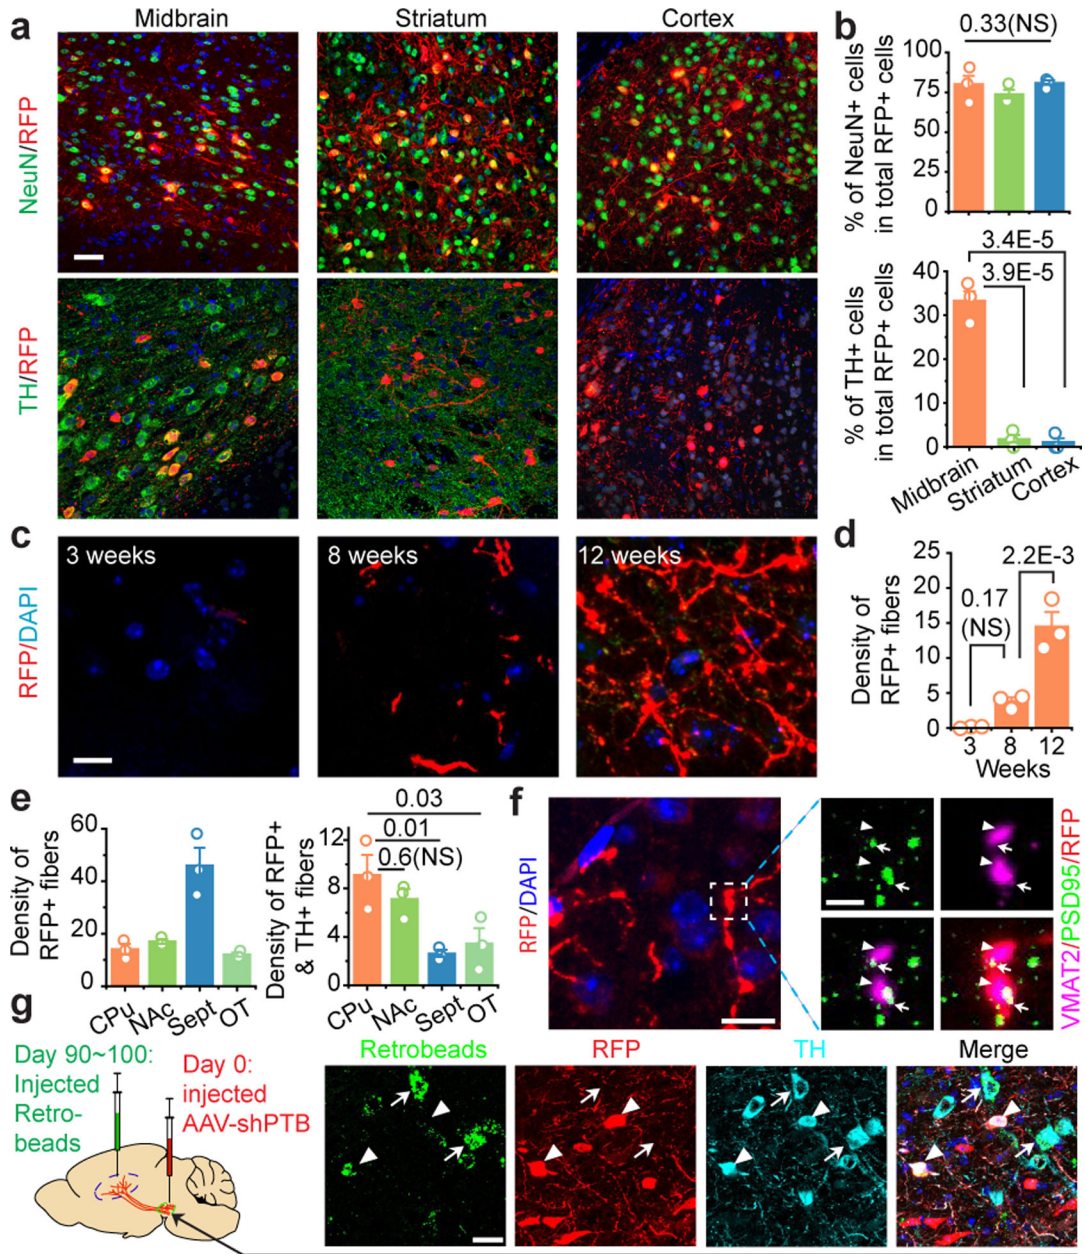 a
Midbrain
Striatum
Cortex
NeuN/RFP
TH/RFP
b
0.33(NS)
% of NeuN+ cells
in total RFP+ cells
100
75
50
25
0
3.4E-5
3.9E-5
% of TH+ cells
in total RFP+ cells
40
30
20
10
0
Midbrain
Striatum
Cortex
c
RFP/DAPI
3 weeks
8 weeks
12 weeks
d
Density of
RFP+ fibers
25
20
15
10
5
0
2.2E-3
0.17
(NS)
3
8
12
Weeks
e
Density of
RFP+ fibers
60
40
20
0
CPu
NAc
Sept
OT
Density of RFP+
& TH+ fibers
12
8
4
0
0.03
0.01
0.6(NS)
CPu
NAc
Sept
OT
f
RFP/DAPI
VMAT2/PSD95/RFP
g
Day 90~100:
Injected
Retro-
beads
Day 0:
injected
AAV-shPTB
Retrobeads
RFP
TH
Merge